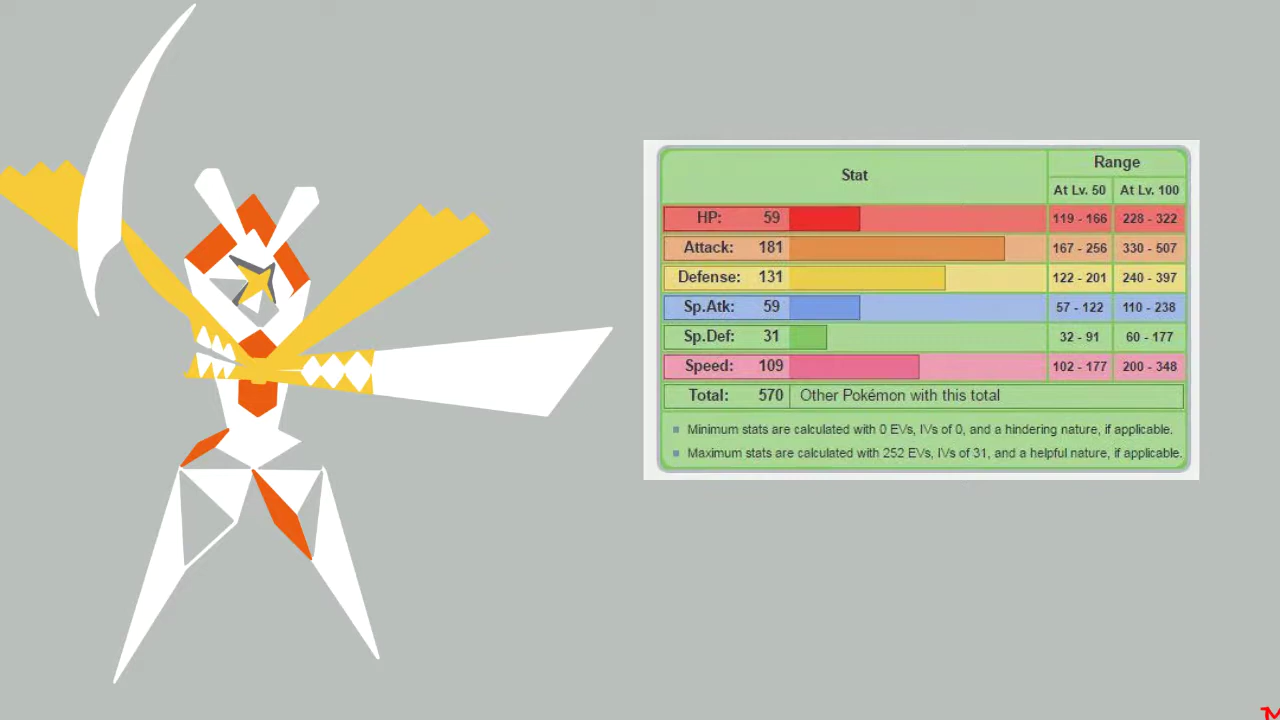 Stat Range
At Lv. 50 At Lv. 100
HP: 59 119 - 166 228 - 322
Attack: 181 167 - 256 330 - 507
Defense: 131 122 - 201 240 - 397
Sp.Atk: 59 57 - 122 110 - 238
Sp.Def: 31 32 - 91 60 - 177
Speed: 109 102 - 177 200 - 348
Total: 570 Other Pokémon with this total
Minimum stats are calculated with 0 EVs, IVs of 0, and a hindering nature, if applicable.
Maximum stats are calculated with 252 EVs, IVs of 31, and a helpful nature, if applicable.